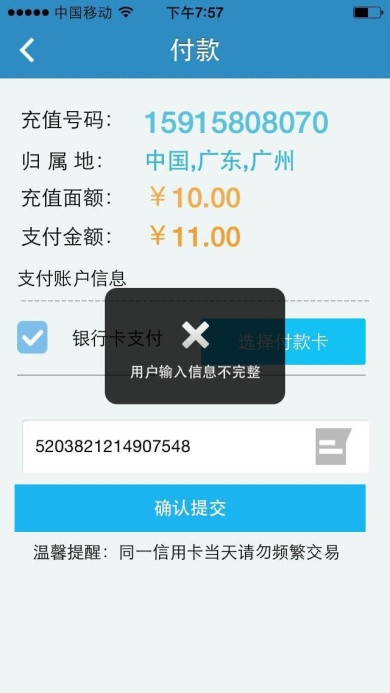 中国移动 下午7:57
付款
充值号码： 15915808070
归属地： 中国,广东,广州
充值面额： ￥10.00
支付金额： ￥11.00
支付账户信息
银行卡支付 选择付款卡
用户输入信息不完整
5203821214907548
确认提交
温馨提醒：同一信用卡当天请勿频繁交易